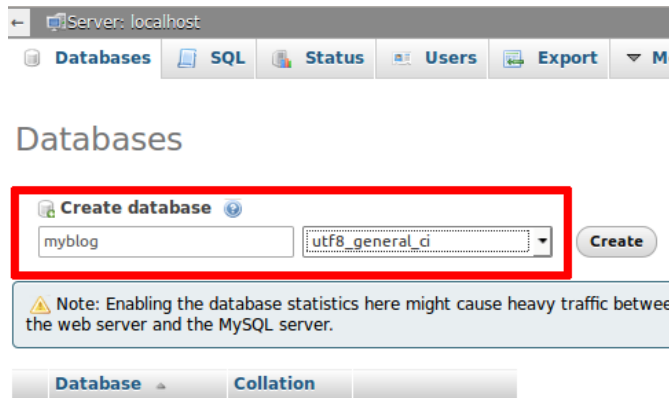 Server: localhost
Databases SQL Status Users Export
Databases
Create database
myblog utf8_general_ci Create
Note: Enabling the database statistics here might cause heavy traffic
the web server and the MySQL server.
Database Collation